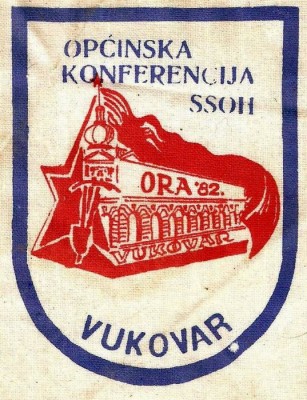 OPĆINSKA
KONFERENCIJA
SSOH
ORA '82.
VUKOVAR
VUKOVAR